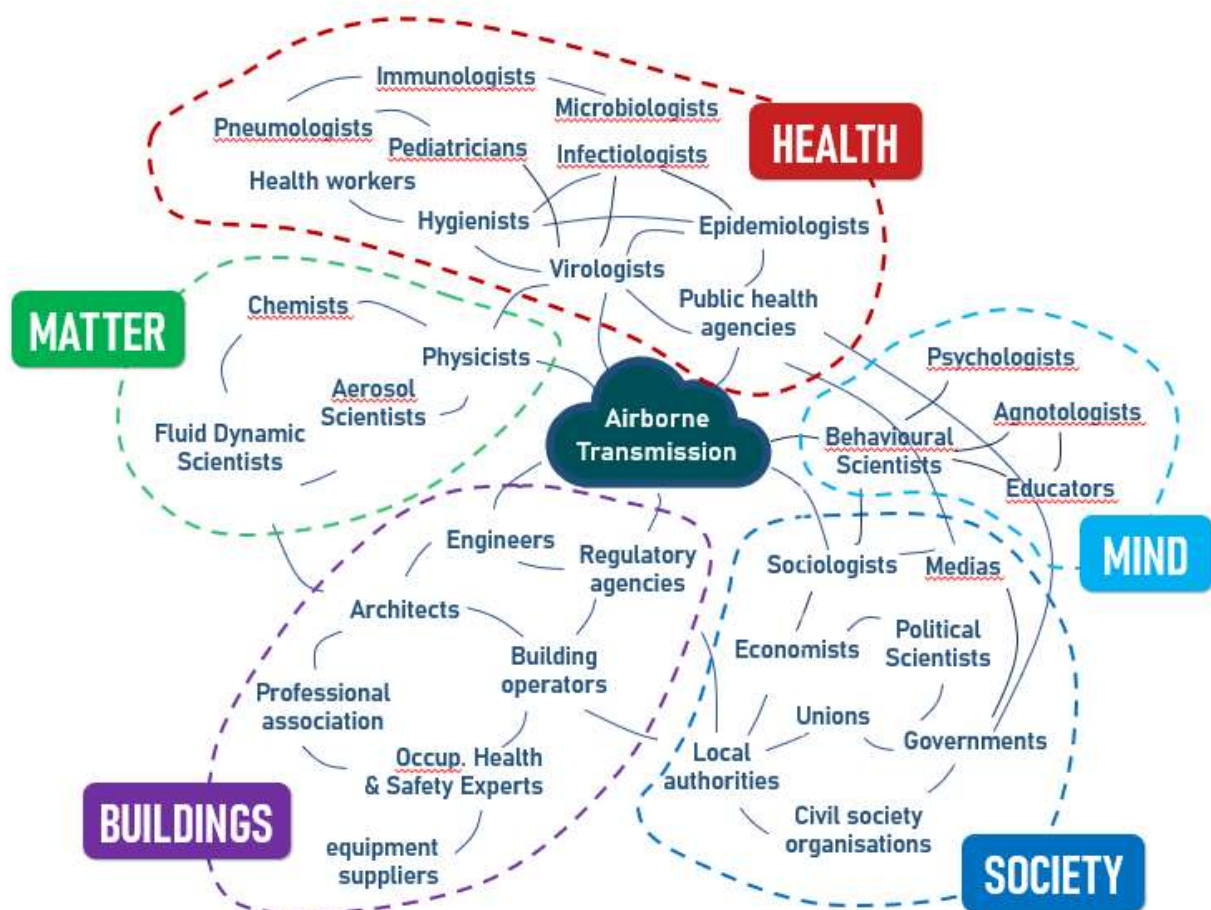 Immunologists
Microbiologists
Pneumologists
Pediatricians
Infectiologists
Health workers
Hygienists
Epidemiologists
Virologists
Public health
agencies
HEALTH
MATTER
Chemists
Physicists
Aerosol
Scientists
Fluid Dynamic
Scientists
Airborne
Transmission
Psychologists
Agnotologists
Behavioural
Scientists
Educators
MIND
Engineers
Regulatory
agencies
Architects
Building
operators
Professional
association
Occup. Health
& Safety Experts
equipment
suppliers
BUILDINGS
Sociologists
Medias
Economists
Political
Scientists
Unions
Governments
Local
authorities
Civil society
organisations
SOCIETY